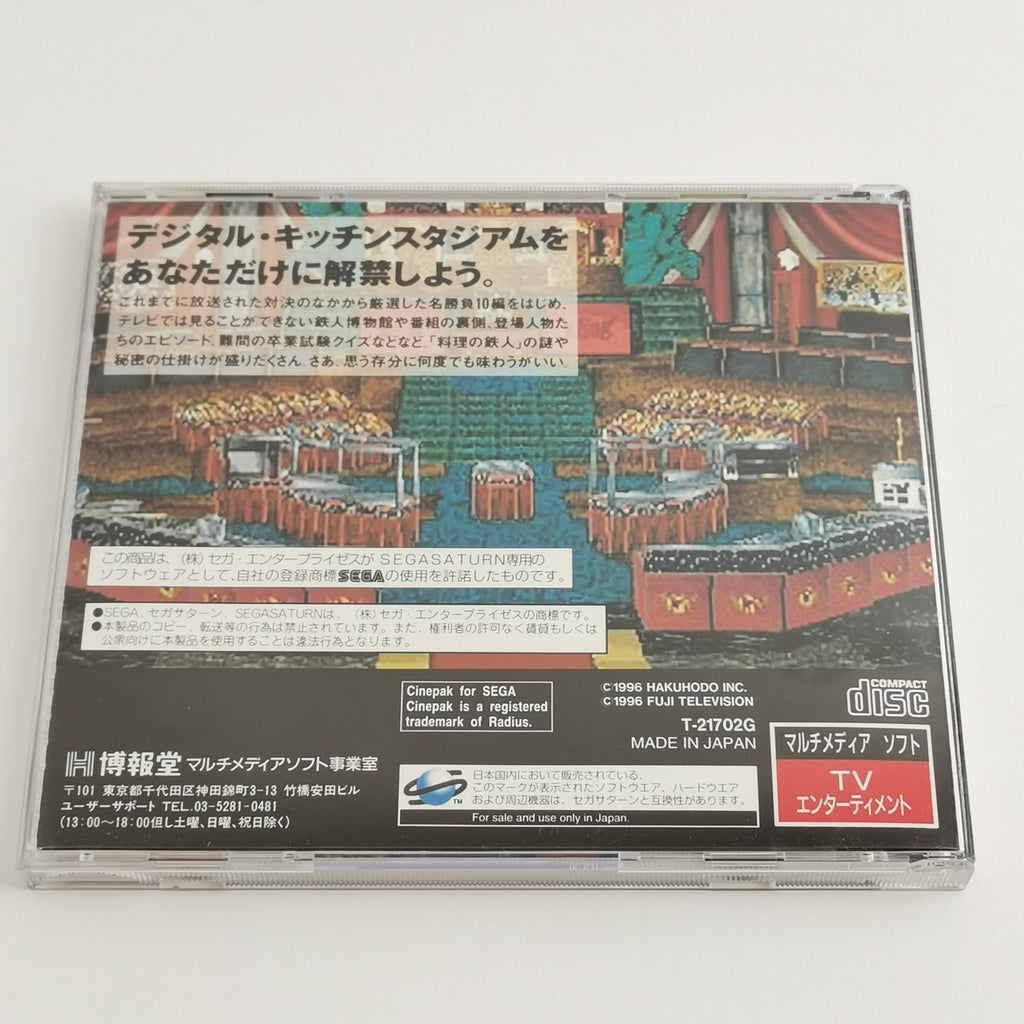 デジタル・キッチンスタジアムを
あなただけに解禁しよう。
これまでに放送された対決のなかから厳選した名勝負10編をはじめ、
テレビでは見ることができない鉄人博物館や番組の裏側、登場人物た
ちのエピソード、難問の卒業試験クイズなどなど、「料理の鉄人」の謎や
秘密の仕掛けが盛りだくさん。さあ、思う存分に何度でも味わうがいい。
この商品は、(株)セガ・エンタープライゼスがSEGASATURN専用の
ソフトウェアとして、自社の登録商標SEGAの使用を許諾したものです。
●SEGA、セガサターン、SEGASATURNは、(株)セガ・エンタープライゼスの商標です。
●本製品のコピー、転送等の行為は禁止されています。また、権利者の許可なく賃貸もしくは
公衆向けに本製品を使用することは違法行為となります。
Cinepak for SEGA
Cinepak is a registered
trademark of Radius.
©1996 HAKUHODO INC.
©1996 FUJI TELEVISION
T-21702G
MADE IN JAPAN
COMPACT
disc
博報堂 マルチメディアソフト事業室
〒101 東京都千代田区神田錦町3-13 竹橋安田ビル
ユーザーサポート TEL.03-5281-0481
(13:00〜18:00但し土曜、日曜、祝日除く)
日本国内において販売されている、
このマークが表示されたソフトウエア、ハードウエア
および周辺機器は、セガサターンと互換性があります。
For sale and use only in Japan.
マルチメディア ソフト
TV
エンターティメント